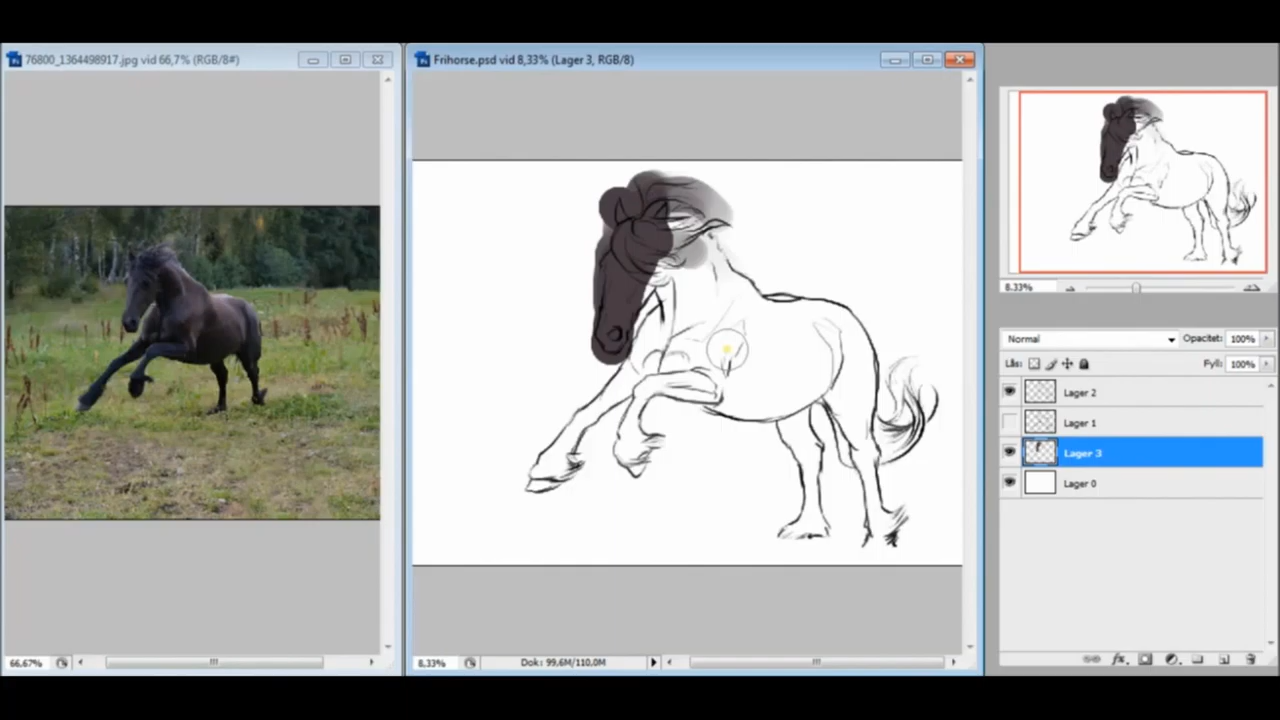 76800_1364498917.jpg vid 66,7% (RGB/8#)
Frihorse.psd vid 8,33% (Lager 3, RGB/8)
8.33%
Normal
Opacitet: 100%
Lås:
Fyll: 100%
Lager 2
Lager 1
Lager 3
Lager 0
66,67%
8,33%
Dok: 99,6M/110,0M